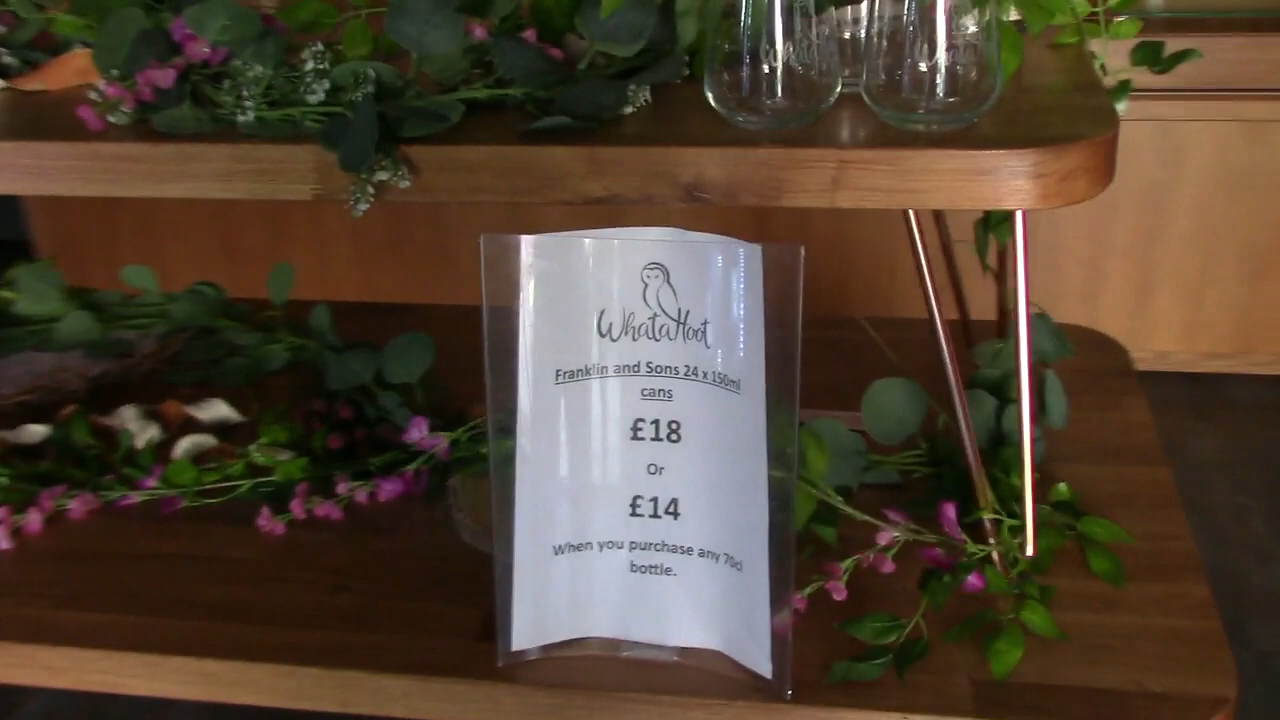 WhataHoot
Franklin and Sons 24 x 150ml
cans
£18
Or
£14
When you purchase any 70cl
bottle.